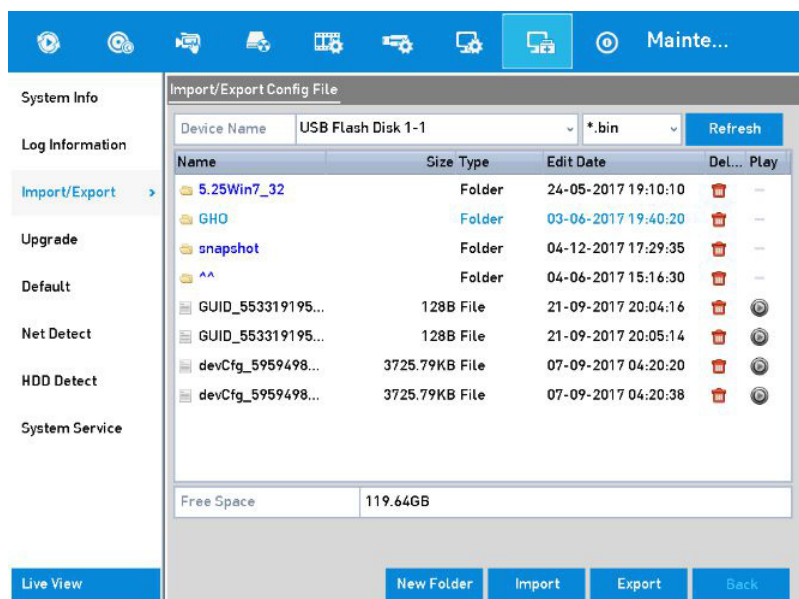 Mainte...
System Info
Log Information
Import/Export >
Upgrade
Default
Net Detect
HDD Detect
System Service
Live View
Import/Export Config File
Device Name USB Flash Disk 1-1 *.bin Refresh
Name Size Type Edit Date Del... Play
5.25Win7_32 Folder 24-05-2017 19:10:10 —
GHO Folder 03-06-2017 19:40:20 —
snapshot Folder 04-12-2017 17:29:35 —
^^ Folder 04-06-2017 15:16:30 —
GUID_553319195... 128B File 21-09-2017 20:04:16
GUID_553319195... 128B File 21-09-2017 20:05:14
devCfg_5959498... 3725.79KB File 07-09-2017 04:20:20
devCfg_5959498... 3725.79KB File 07-09-2017 04:20:38
Free Space 119.64GB
New Folder Import Export Back